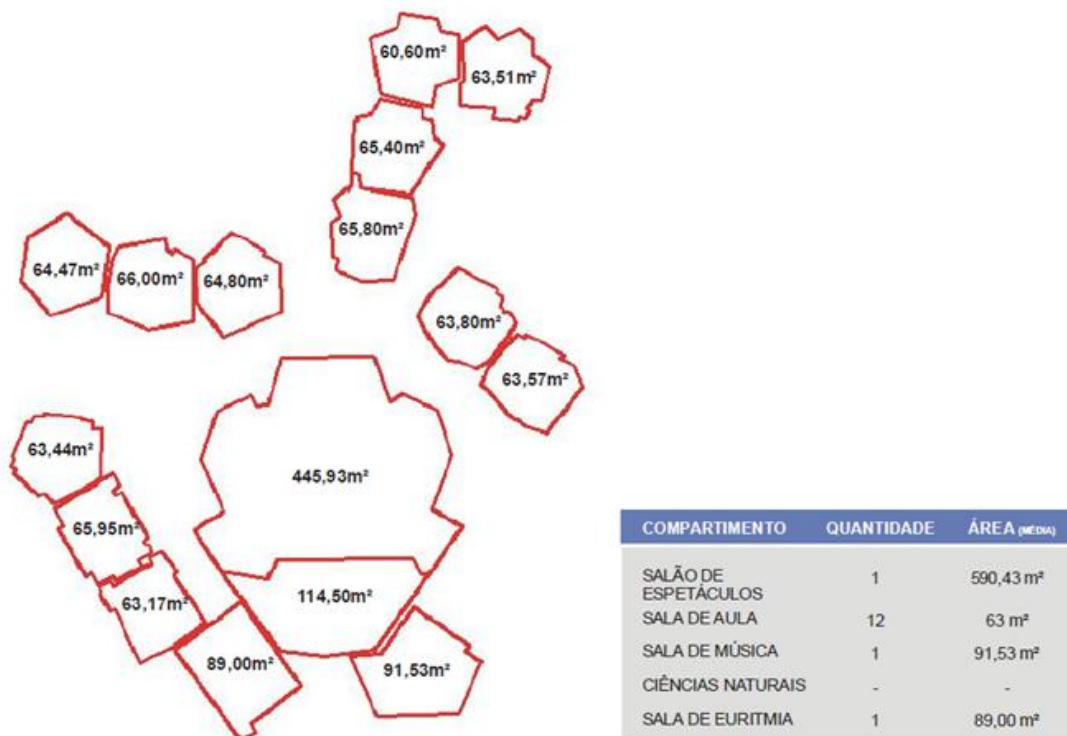 60,60m²
63,51m²
65,40m²
65,80m²
64,47m²
66,00m²
64,80m²
63,80m²
63,57m²
63,44m²
445,93m²
65,95m²
114,50m²
63,17m²
89,00m²
91,53m²
COMPARTIMENTO QUANTIDADE ÁREA (MÉDIA)
SALÃO DE
ESPETÁCULOS 1 590,43 m²
SALA DE AULA 12 63 m²
SALA DE MÚSICA 1 91,53 m²
CIÊNCIAS NATURAIS - -
SALA DE EURITMIA 1 89,00 m²